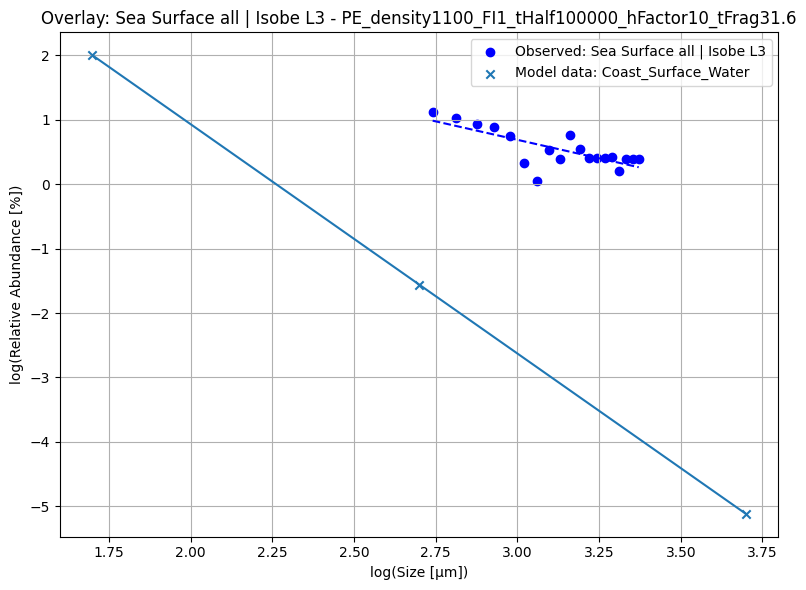 Overlay: Sea Surface all | Isobe L3 - PE_density1100_FI1_tHalf100000_hFactor10_tFrag31.6
Observed: Sea Surface all | Isobe L3
Model data: Coast_Surface_Water
log(Relative Abundance [%])
2
1
0
−1
−2
−3
−4
−5
1.75 2.00 2.25 2.50 2.75 3.00 3.25 3.50 3.75
log(Size [μm])